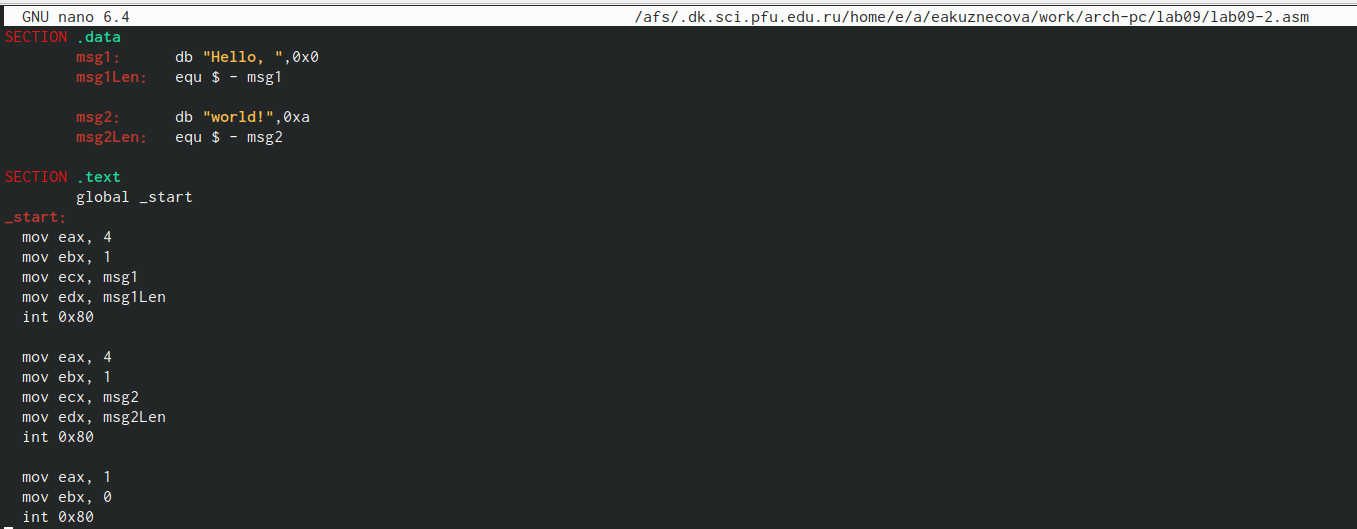 GNU nano 6.4 /afs/.dk.sci.pfu.edu.ru/home/e/a/eakuznecova/work/arch-pc/lab09/lab09-2.asm
SECTION .data
msg1: db "Hello, ",0x0
msg1Len: equ $ - msg1
msg2: db "world!",0xa
msg2Len: equ $ - msg2
SECTION .text
global _start
_start:
mov eax, 4
mov ebx, 1
mov ecx, msg1
mov edx, msg1Len
int 0x80
mov eax, 4
mov ebx, 1
mov ecx, msg2
mov edx, msg2Len
int 0x80
mov eax, 1
mov ebx, 0
int 0x80